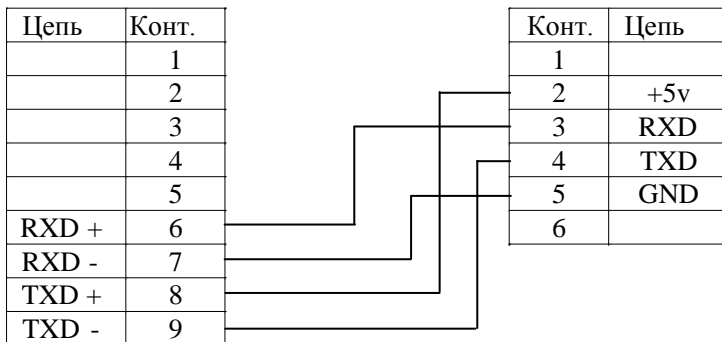 Цепь Конт.
1
2
3
4
5
RXD + 6
RXD - 7
TXD + 8
TXD - 9
Конт. Цепь
1
2 +5v
3 RXD
4 TXD
5 GND
6